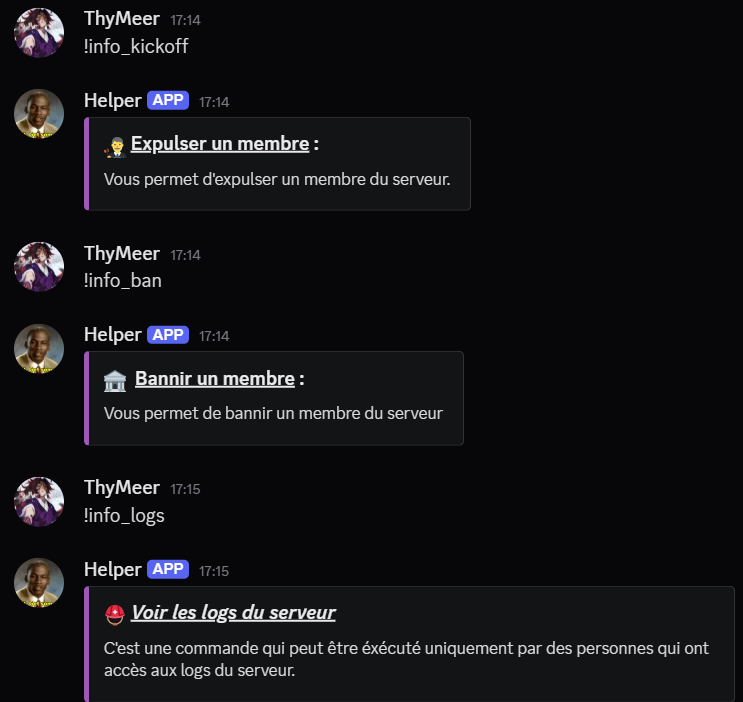 ThyMeer 17:14
!info_kickoff
Helper APP 17:14
Expulser un membre :
Vous permet d'expulser un membre du serveur.
ThyMeer 17:14
!info_ban
Helper APP 17:14
Bannir un membre :
Vous permet de bannir un membre du serveur
ThyMeer 17:15
!info_logs
Helper APP 17:15
Voir les logs du serveur
C'est une commande qui peut être éxécuté uniquement par des personnes qui ont
accès aux logs du serveur.